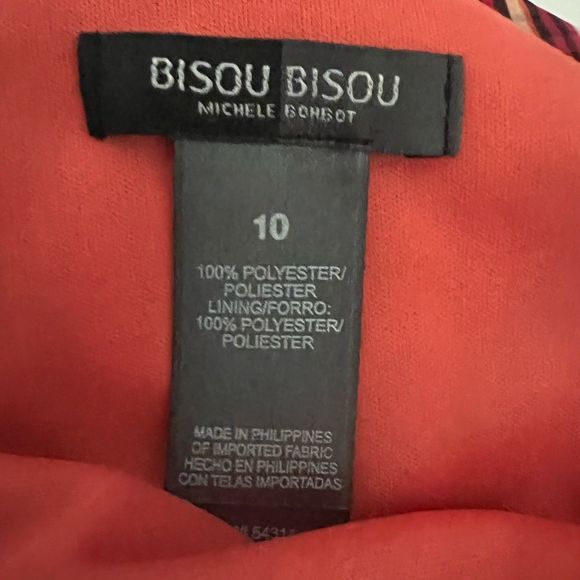 BISOU BISOU
MICHELE BOHBOT
10
100% POLYESTER/
POLIESTER
LINING/FORRO:
100% POLYESTER/
POLIESTER
MADE IN PHILIPPINES
OF IMPORTED FABRIC
HECHO EN PHILIPPINES
CON TELAS IMPORTADAS